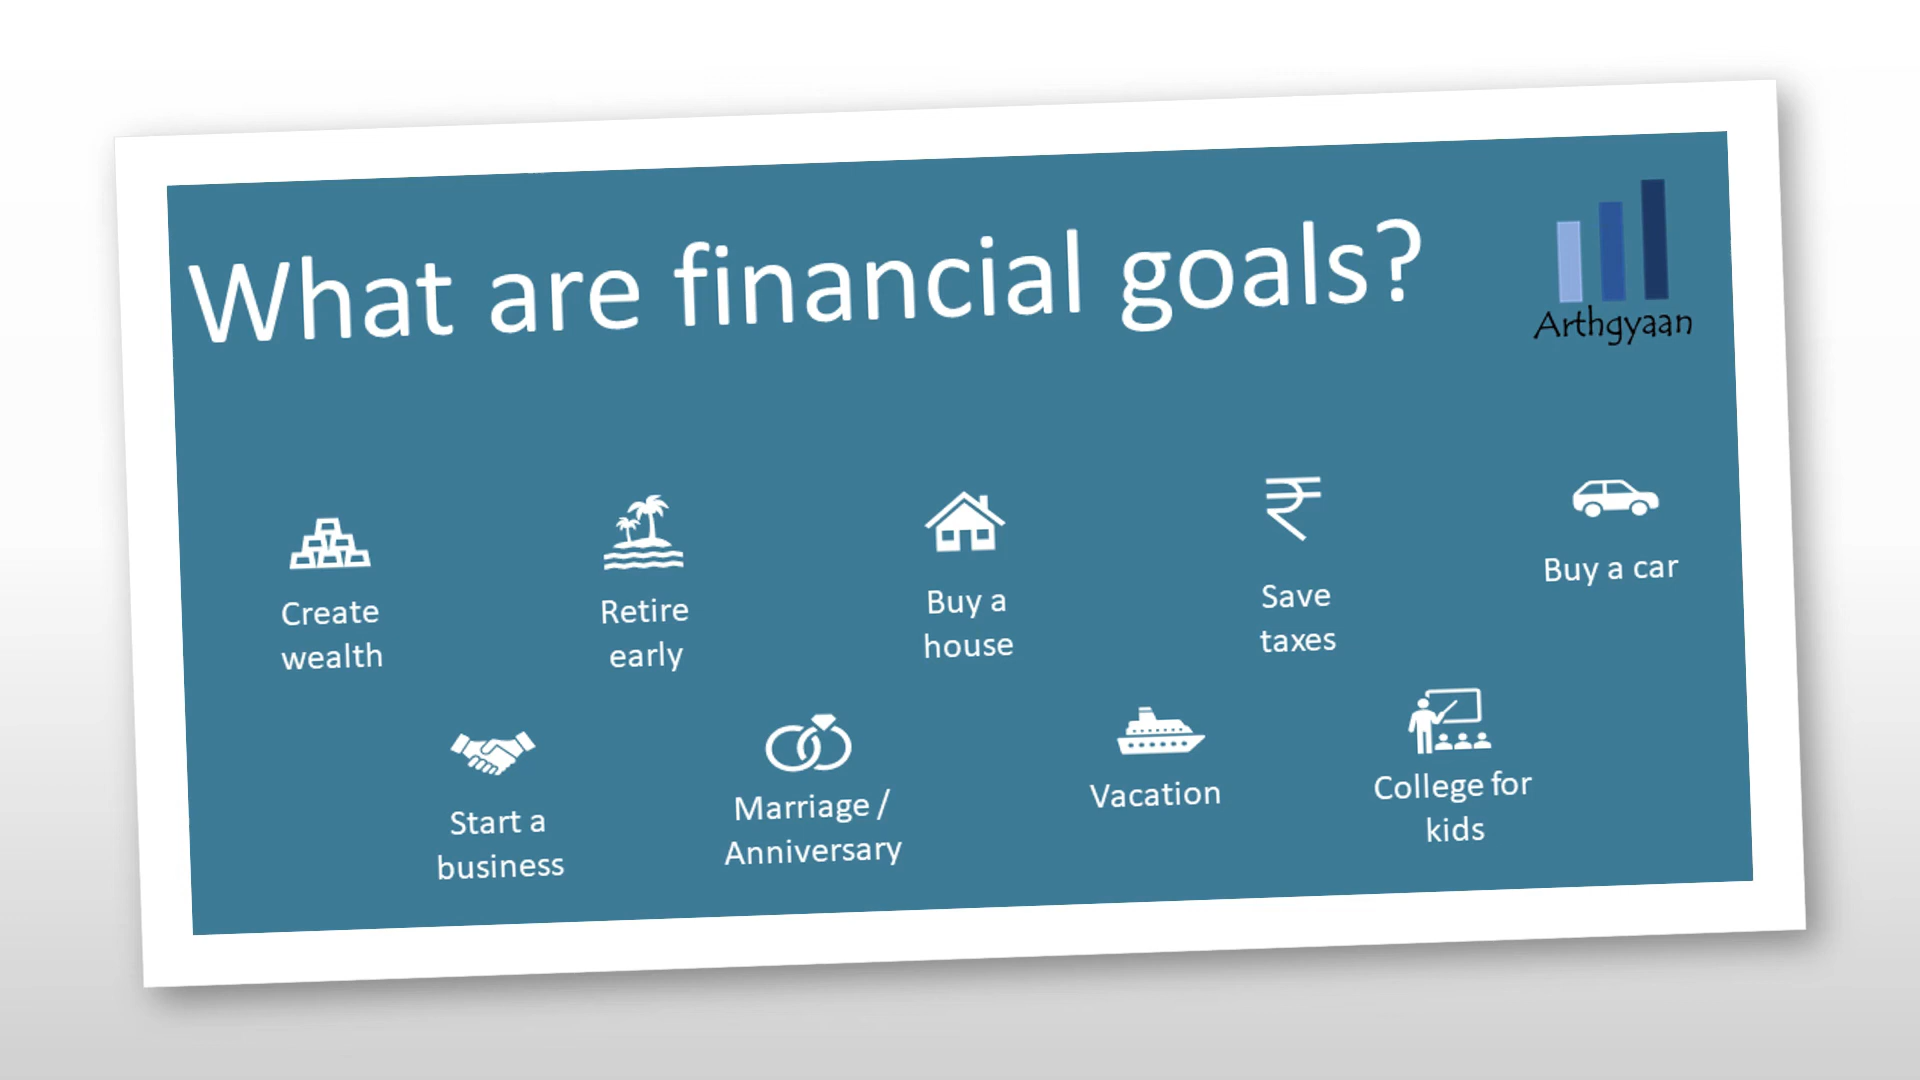 What are financial goals?
Arthgyaan
Create
wealth
Retire
early
Buy a
house
₹
Save
taxes
Buy a car
Start a
business
Marriage /
Anniversary
Vacation
College for
kids